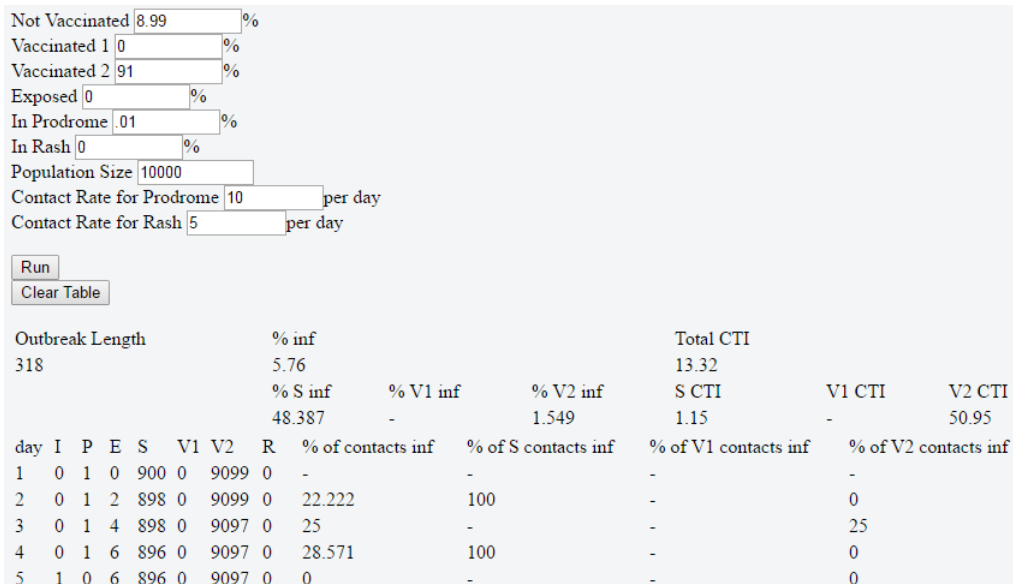 Not Vaccinated 8.99 %
Vaccinated 1 0 %
Vaccinated 2 91 %
Exposed 0 %
In Prodrome .01 %
In Rash 0 %
Population Size 10000
Contact Rate for Prodrome 10 per day
Contact Rate for Rash 5 per day
Run
Clear Table
Outbreak Length % inf Total CTI
318 5.76 13.32
% S inf % V1 inf % V2 inf S CTI V1 CTI V2 CTI
48.387 - 1.549 1.15 - 50.95
day I P E S V1 V2 R % of contacts inf % of S contacts inf % of V1 contacts inf % of V2 contacts inf
1 0 1 0 900 0 9099 0 - - - -
2 0 1 2 898 0 9099 0 22.222 100 - 0
3 0 1 4 898 0 9097 0 25 - - 25
4 0 1 6 896 0 9097 0 28.571 100 - 0
5 1 0 6 896 0 9097 0 0 - - 0